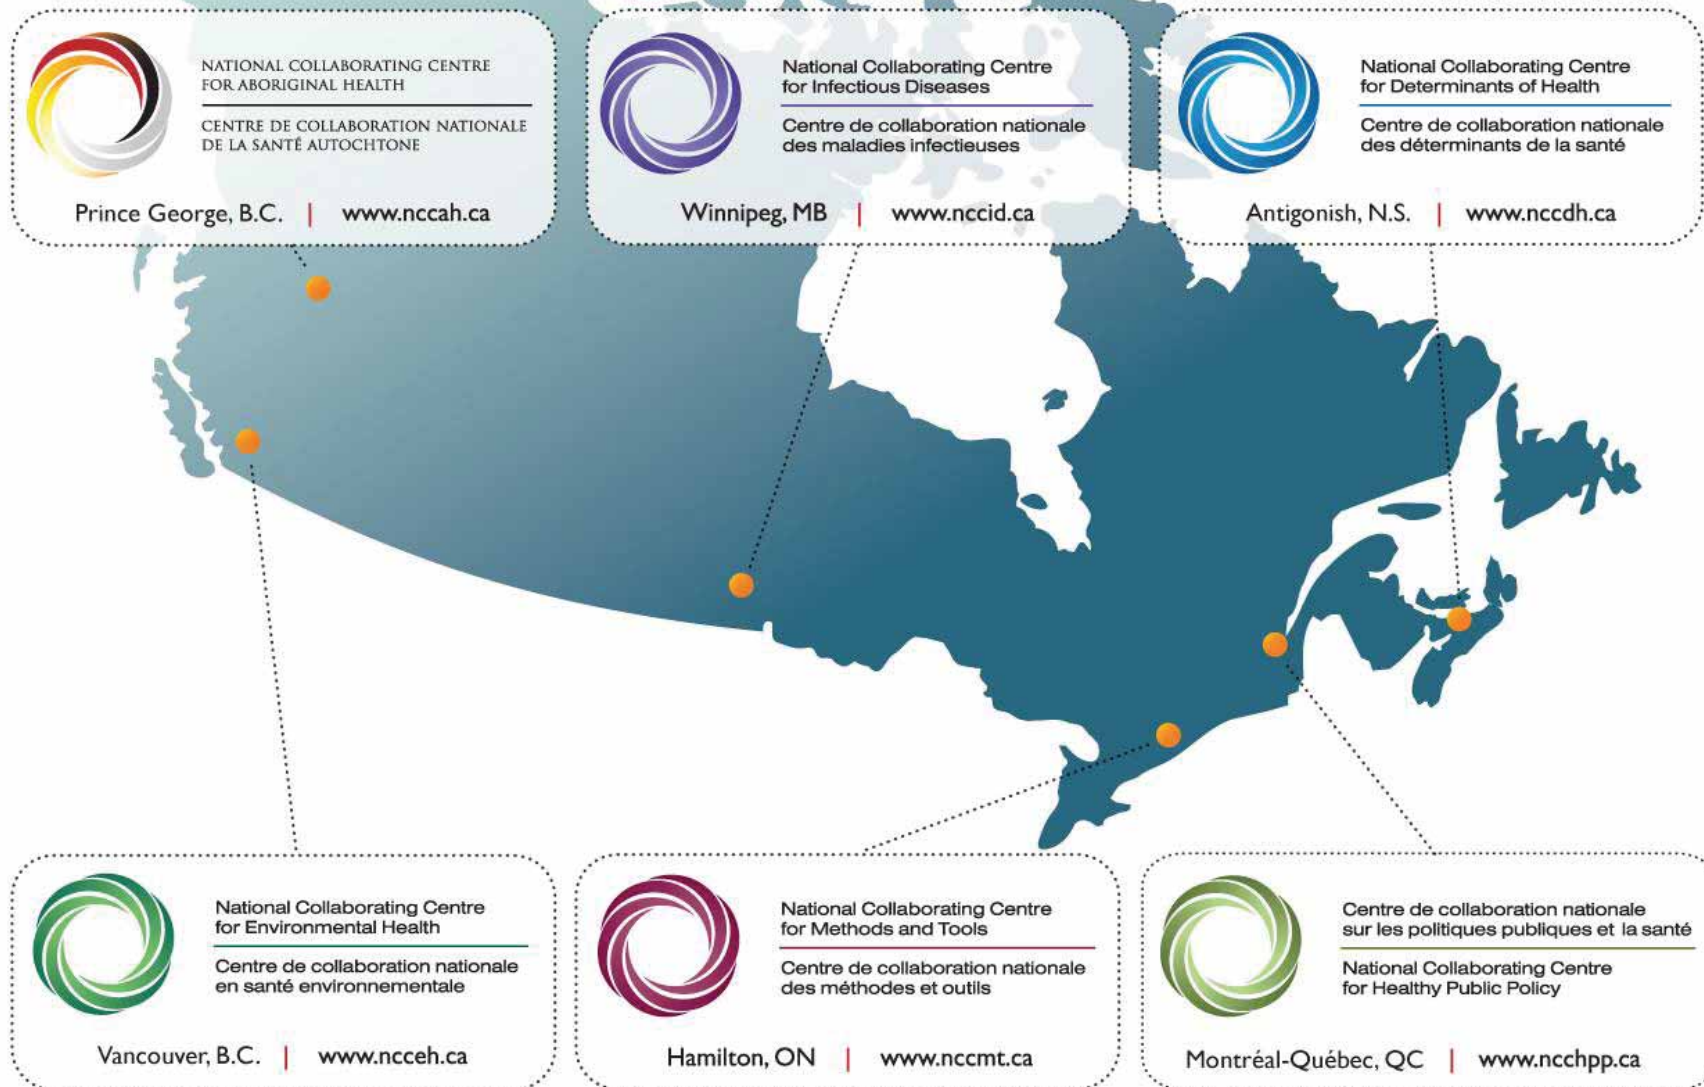 NATIONAL COLLABORATING CENTRE
FOR ABORIGINAL HEALTH
CENTRE DE COLLABORATION NATIONALE
DE LA SANTÉ AUTOCHTONE
Prince George, B.C. | www.nccah.ca
National Collaborating Centre
for Infectious Diseases
Centre de collaboration nationale
des maladies infectieuses
Winnipeg, MB | www.nccid.ca
National Collaborating Centre
for Determinants of Health
Centre de collaboration nationale
des déterminants de la santé
Antigonish, N.S. | www.nccdh.ca
National Collaborating Centre
for Environmental Health
Centre de collaboration nationale
en santé environnementale
Vancouver, B.C. | www.ncceh.ca
National Collaborating Centre
for Methods and Tools
Centre de collaboration nationale
des méthodes et outils
Hamilton, ON | www.nccmt.ca
Centre de collaboration nationale
sur les politiques publiques et la santé
National Collaborating Centre
for Healthy Public Policy
Montréal-Québec, QC | www.ncchpp.ca